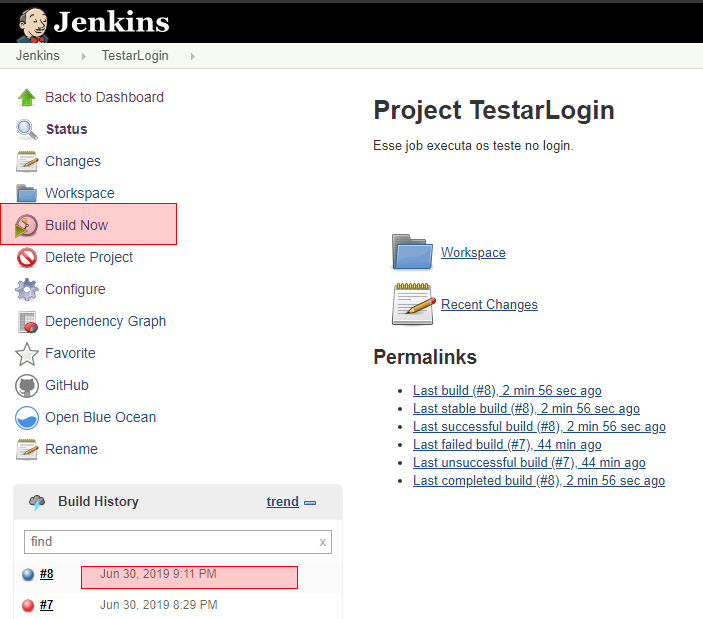 Jenkins
Jenkins TestarLogin
Back to Dashboard
Status
Changes
Workspace
Build Now
Delete Project
Configure
Dependency Graph
Favorite
GitHub
Open Blue Ocean
Rename
Build History trend
find x
#8 Jun 30, 2019 9:11 PM
#7 Jun 30, 2019 8:29 PM
Project TestarLogin
Esse job executa os teste no login.
Workspace
Recent Changes
Permalinks
Last build (#8), 2 min 56 sec ago
Last stable build (#8), 2 min 56 sec ago
Last successful build (#8), 2 min 56 sec ago
Last failed build (#7), 44 min ago
Last unsuccessful build (#7), 44 min ago
Last completed build (#8), 2 min 56 sec ago